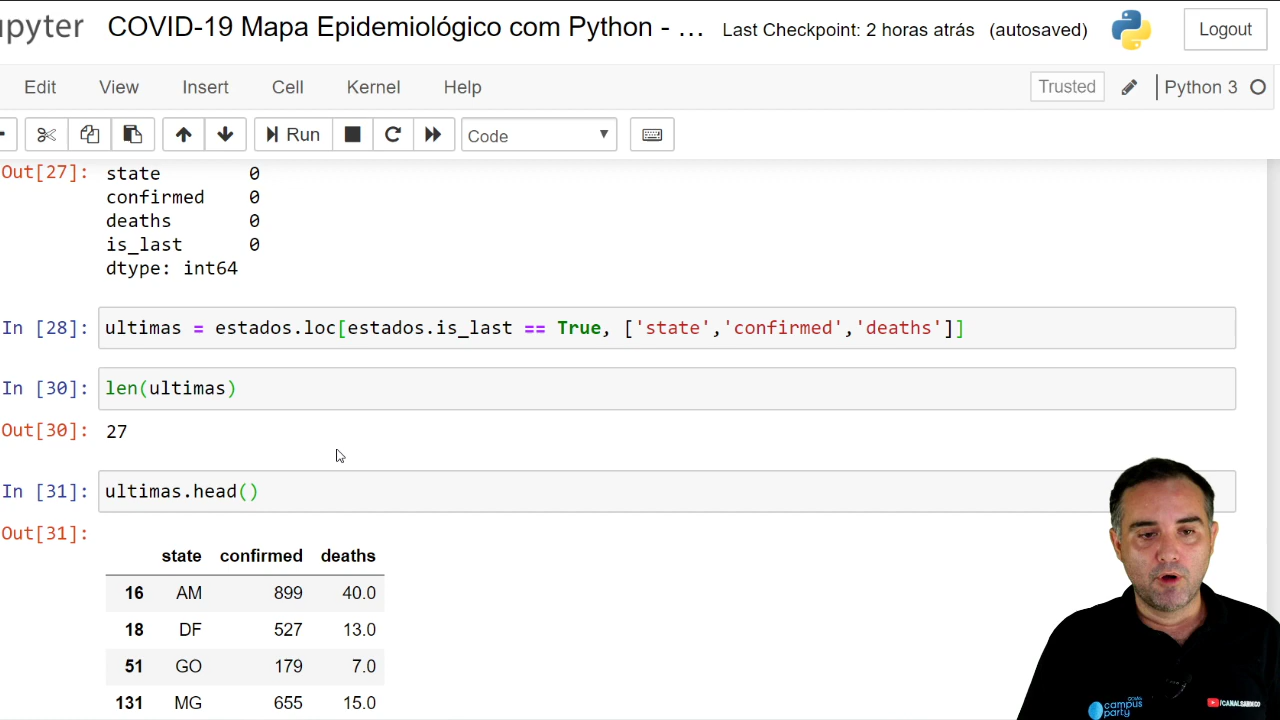 upyter COVID-19 Mapa Epidemiológico com Python - ... Last Checkpoint: 2 horas atrás (autosaved) Logout
Edit View Insert Cell Kernel Help Trusted Python 3
Run Code
Out[27]: state 0
confirmed 0
deaths 0
is_last 0
dtype: int64
In [28]: ultimas = estados.loc[estados.is_last == True, ['state','confirmed','deaths']]
In [30]: len(ultimas)
Out[30]: 27
In [31]: ultimas.head()
Out[31]:
state confirmed deaths
16 AM 899 40.0
18 DF 527 13.0
51 GO 179 7.0
131 MG 655 15.0
campus
party